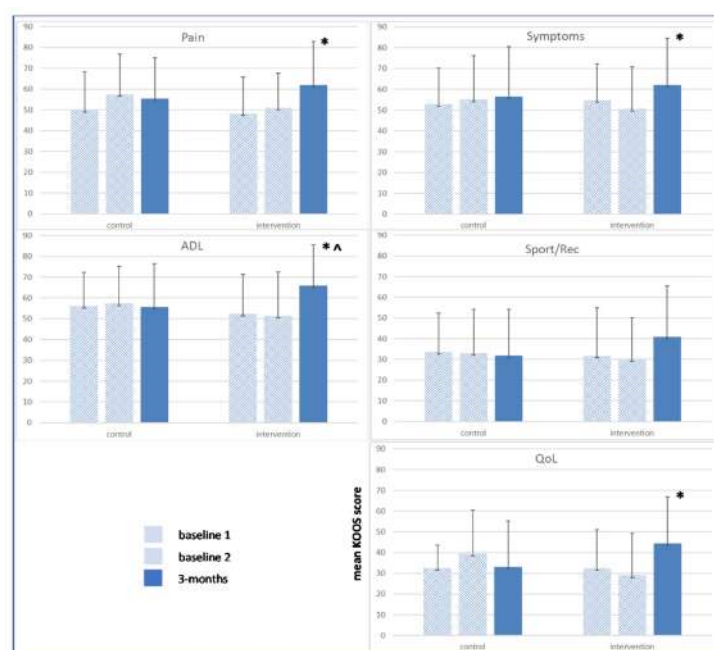 Pain
*
90
80
70
60
50
40
30
20
10
0
control
intervention
Symptoms
*
90
80
70
60
50
40
30
20
10
0
control
intervention
ADL
* ^
90
80
70
60
50
40
30
20
10
0
control
intervention
Sport/Rec
90
80
70
60
50
40
30
20
10
0
control
intervention
baseline 1
baseline 2
3-months
mean KOOS score
QoL
*
90
80
70
60
50
40
30
20
10
0
control
intervention